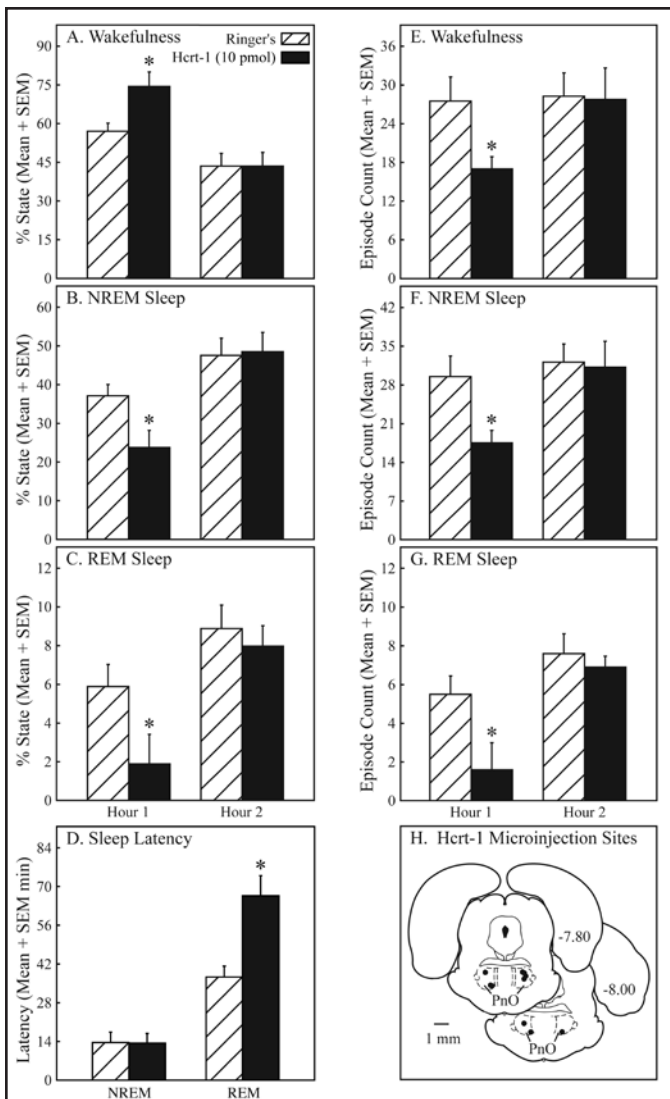 A. Wakefulness
Ringer's
Hcrt-1 (10 pmol)
% State (Mean + SEM)
90
75
60
45
30
15
0
*
B. NREM Sleep
% State (Mean + SEM)
60
50
40
30
20
10
0
*
C. REM Sleep
% State (Mean + SEM)
12
10
8
6
4
2
0
*
Hour 1 Hour 2
D. Sleep Latency
Latency (Mean + SEM min)
84
70
56
42
28
14
0
*
NREM REM
E. Wakefulness
Episode Count (Mean + SEM)
36
30
24
18
12
6
0
*
F. NREM Sleep
Episode Count (Mean + SEM)
42
35
28
21
14
7
0
*
G. REM Sleep
Episode Count (Mean + SEM)
12
10
8
6
4
2
0
*
Hour 1 Hour 2
H. Hcrt-1 Microinjection Sites
-7.80
-8.00
PnO
PnO
1 mm